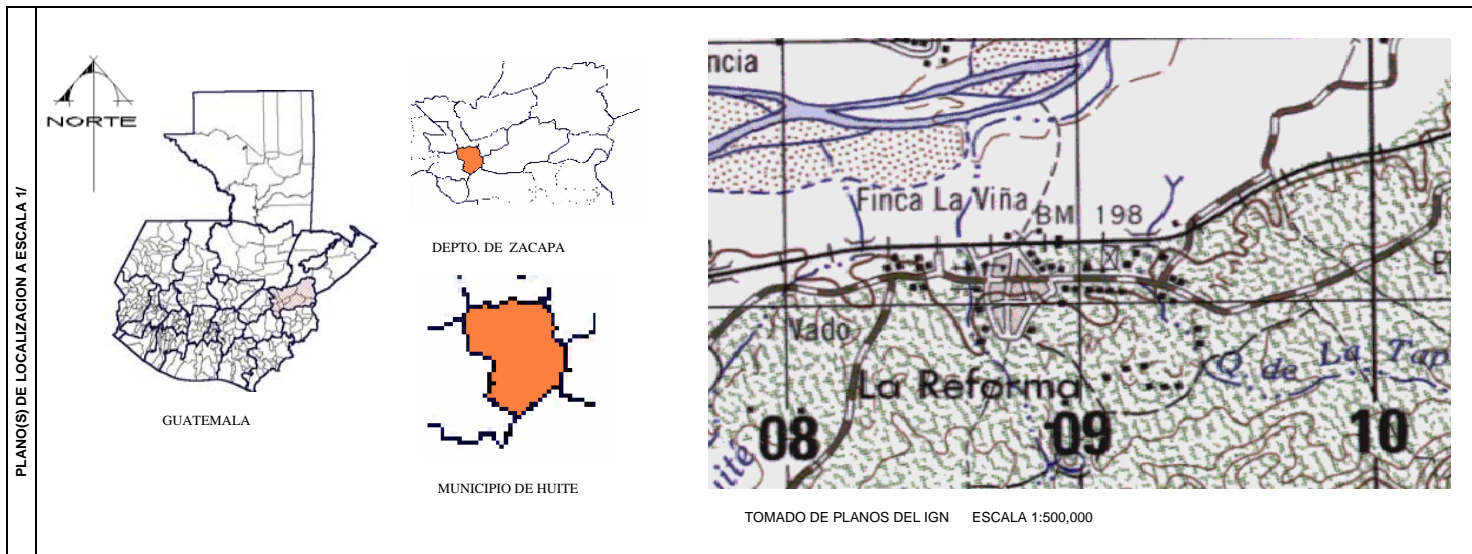 PLANO(S) DE LOCALIZACION A ESCALA 1/
NORTE
GUATEMALA
DEPTO. DE ZACAPA
MUNICIPIO DE HUITE
ncia
Finca La Viña
BM 198
Vado
La Reforma
Q de La Tap
08
09
10
uité
E
TOMADO DE PLANOS DEL IGN ESCALA 1:500,000